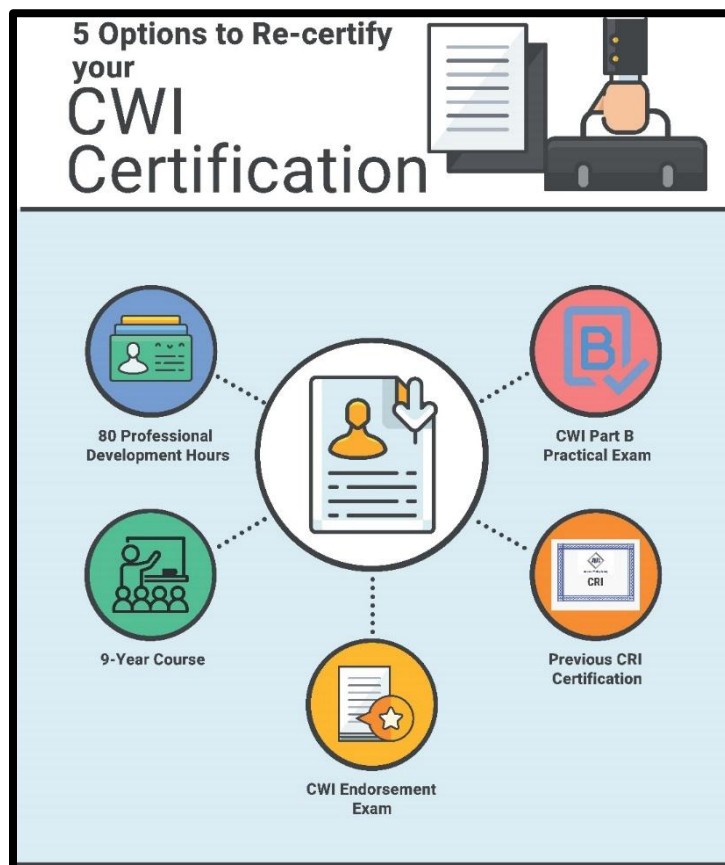 5 Options to Re-certify
your
CWI
Certification
80 Professional
Development Hours
B
CWI Part B
Practical Exam
9-Year Course
CRI
Previous CRI
Certification
CWI Endorsement
Exam